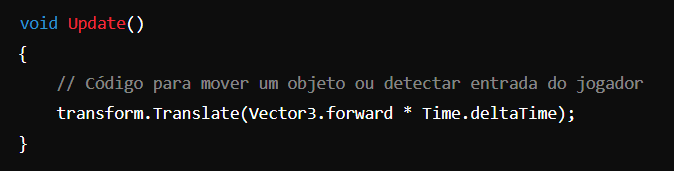 void Update()
{
// Código para mover um objeto ou detectar entrada do jogador
transform.Translate(Vector3.forward * Time.deltaTime);
}